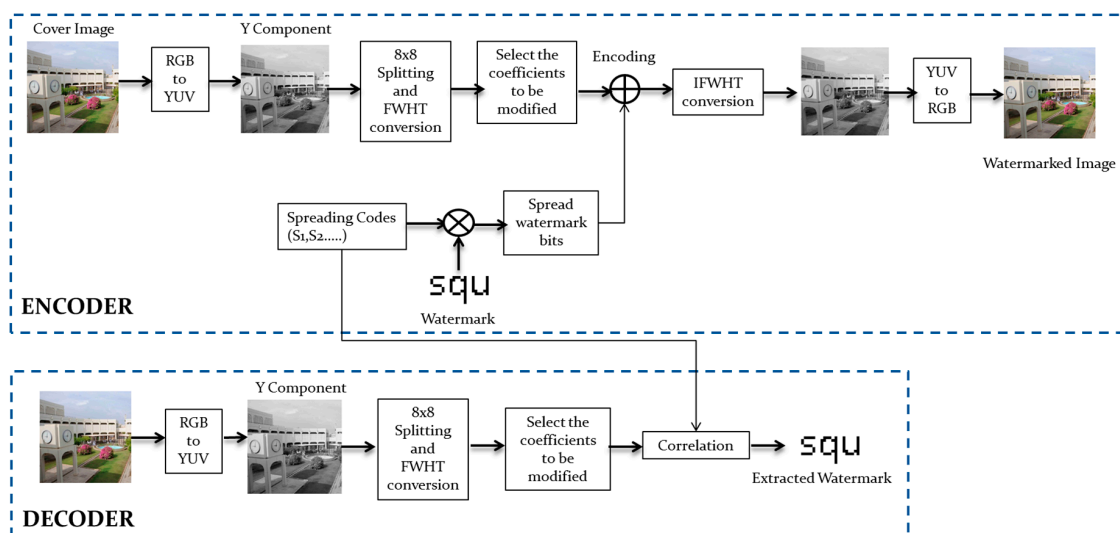 Cover Image
RGB
to
YUV
Y Component
8x8
Splitting
and
FWHT
conversion
Select the
coefficients
to be
modified
Encoding
IFWHT
conversion
YUV
to
RGB
Watermarked Image
Spreading Codes
(S1,S2.....)
Spread
watermark
bits
squ
Watermark
ENCODER
RGB
to
YUV
Y Component
8x8
Splitting
and
FWHT
conversion
Select the
coefficients
to be
modified
Correlation
squ
Extracted Watermark
DECODER